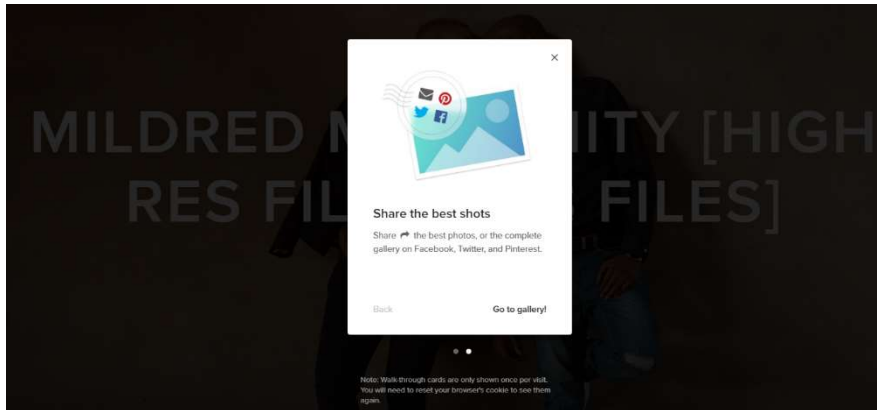 MILDRED M NITY [HIGH
RES FIL FILES]
Share the best shots
Share the best photos, or the complete
gallery on Facebook, Twitter, and Pinterest.
Back
Go to gallery!
Note: Walk-through cards are only shown once per visit.
You will need to reset your browser's cookie to see them
again.